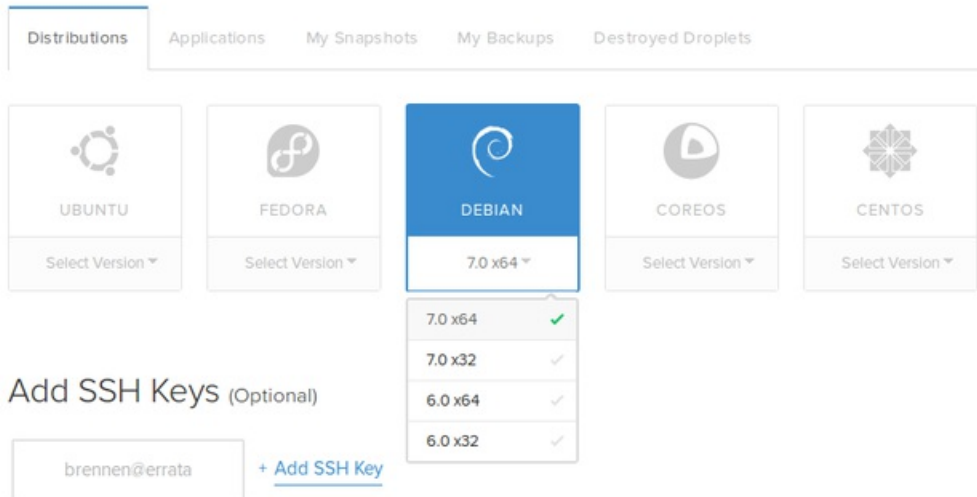 Distributions Applications My Snapshots My Backups Destroyed Droplets
UBUNTU FEDORA DEBIAN COREOS CENTOS
Select Version Select Version 7.0 x64 Select Version Select Version
7.0 x64
7.0 x32
6.0 x64
6.0 x32
Add SSH Keys (Optional)
brennen@errata + Add SSH Key